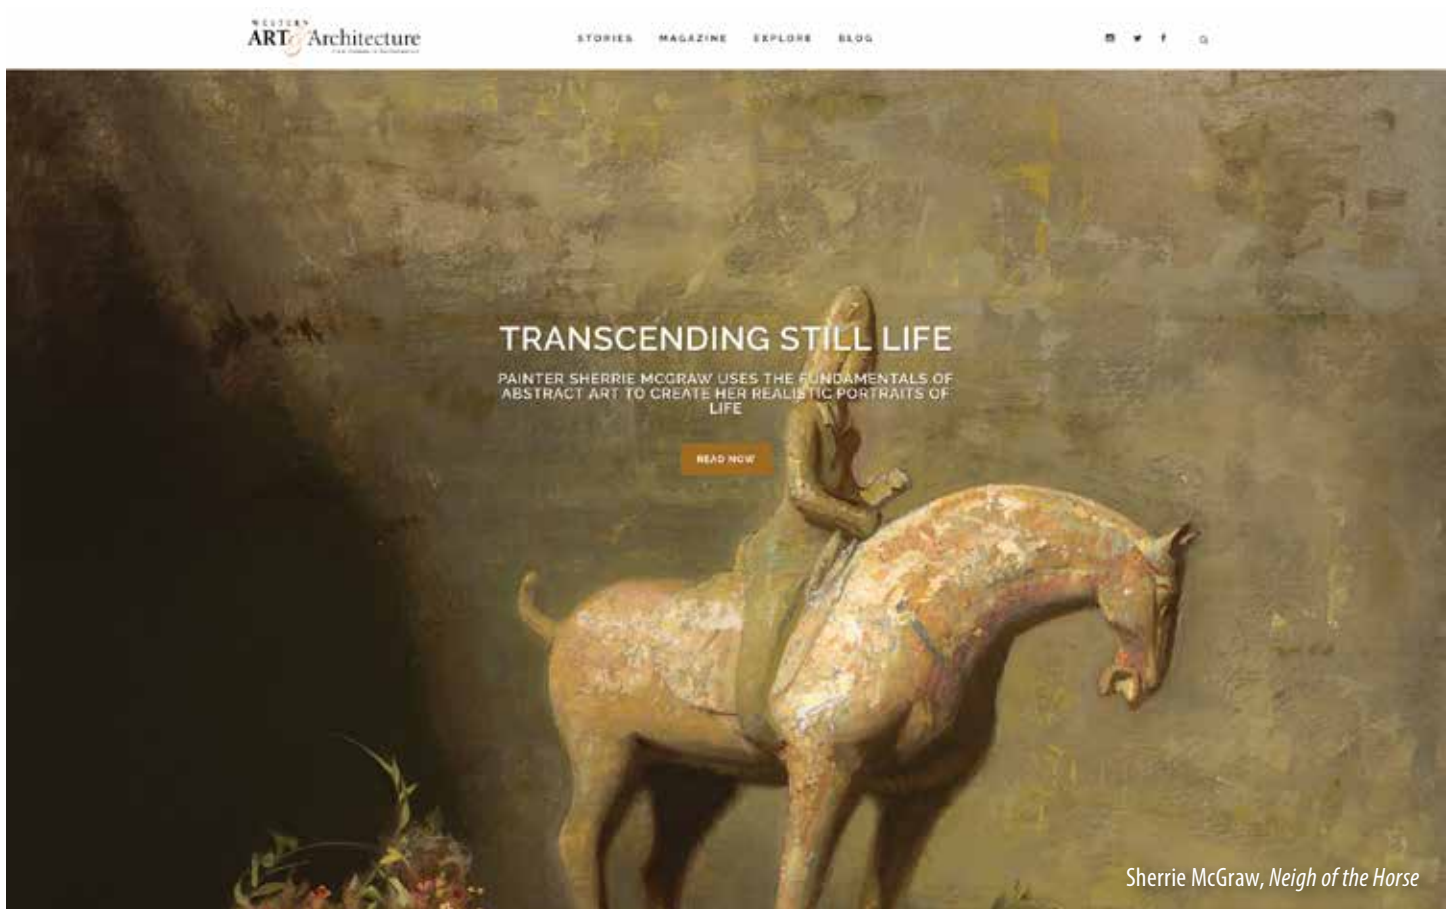 WESTERN
ART & Architecture
STORIES MAGAZINE EXPLORE BLOG
TRANSCENDING STILL LIFE
PAINTER SHERRIE MCGRAW USES THE FUNDAMENTALS OF
ABSTRACT ART TO CREATE HER REALISTIC PORTRAITS OF
LIFE
READ NOW
Sherrie McGraw, Neigh of the Horse